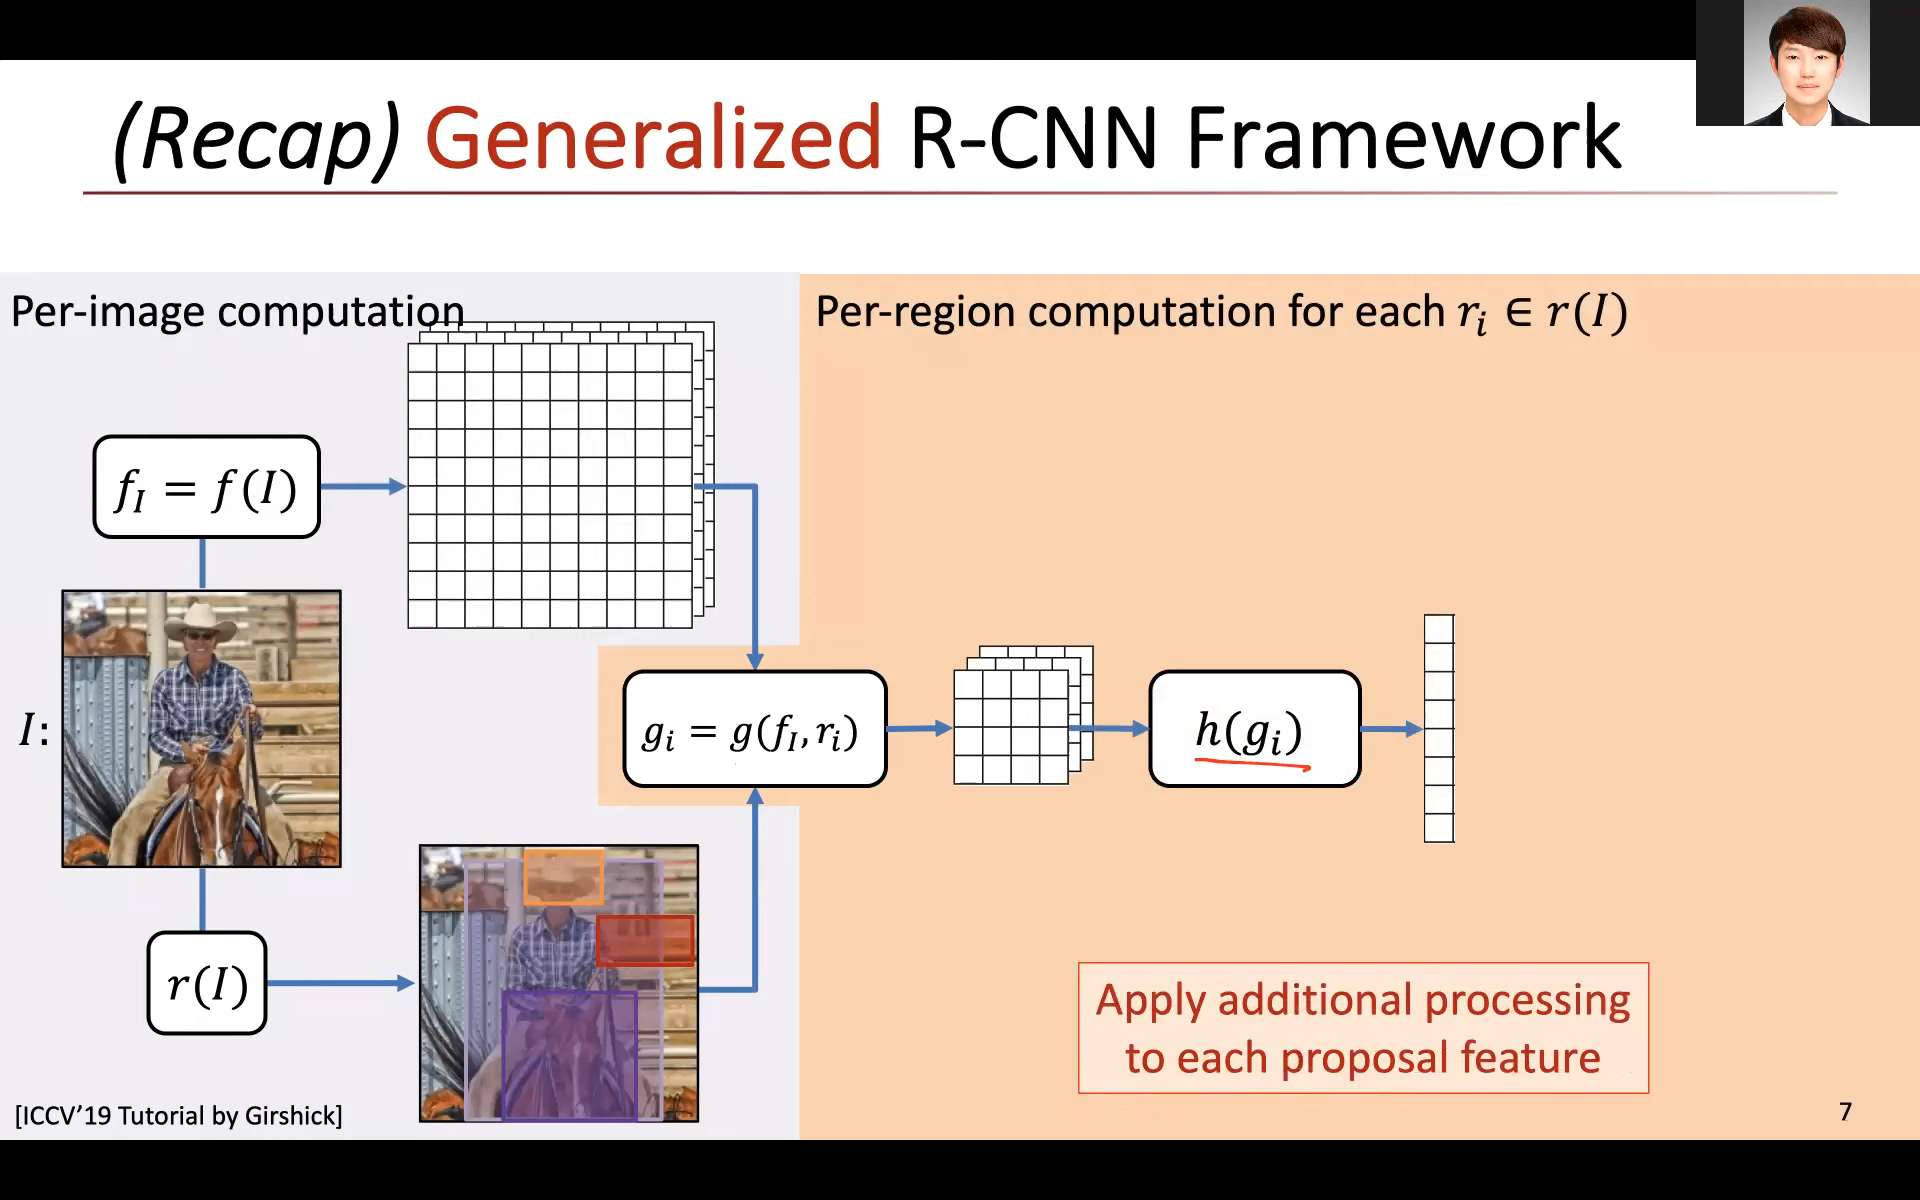 (Recap) Generalized R-CNN Framework
Per-image computation
Per-region computation for each rᵢ ∈ r(I)
f_I = f(I)
I:
gᵢ = g(f_I, rᵢ)
h(gᵢ)
r(I)
Apply additional processing
to each proposal feature
[ICCV’19 Tutorial by Girshick]
7